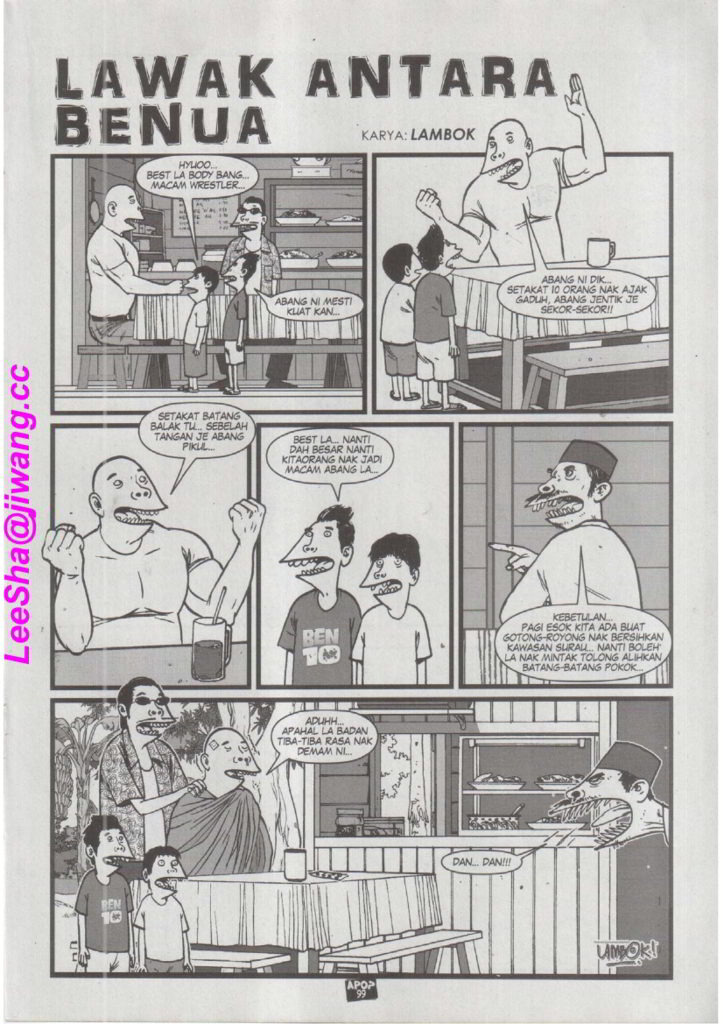 LAWAK ANTARA
BENUA
KARYA: LAMBOK
HYUOO...
BEST LA BODY BANG...
MACAM WRESTLER...
ABANG NI MESTI
KUAT KAN...
ABANG NI DIK...
SETAKAT 10 ORANG NAK AJAK
GADUH, ABANG JENTIK JE
SEKOR-SEKOR!!
SETAKAT BATANG
BALAK TU... SEBELAH
TANGAN JE ABANG
PIKUL...
BEST LA... NANTI
DAH BESAR NANTI
KITAORANG NAK JADI
MACAM ABANG LA...
BEN
10
KEBETULAN...
PAGI ESOK KITA ADA BUAT
GOTONG-ROYONG NAK BERSIHKAN
KAWASAN SURAU... NANTI BOLEH
LA NAK MINTAK TOLONG ALIHKAN
BATANG-BATANG POKOK...
ADUHH...
APAHAL LA BADAN
TIBA-TIBA RASA NAK
DEMAM NI...
BEN
10
DAN... DAN!!!
LAMBOK!
APOP
99
LeeSha@jiwang.cc